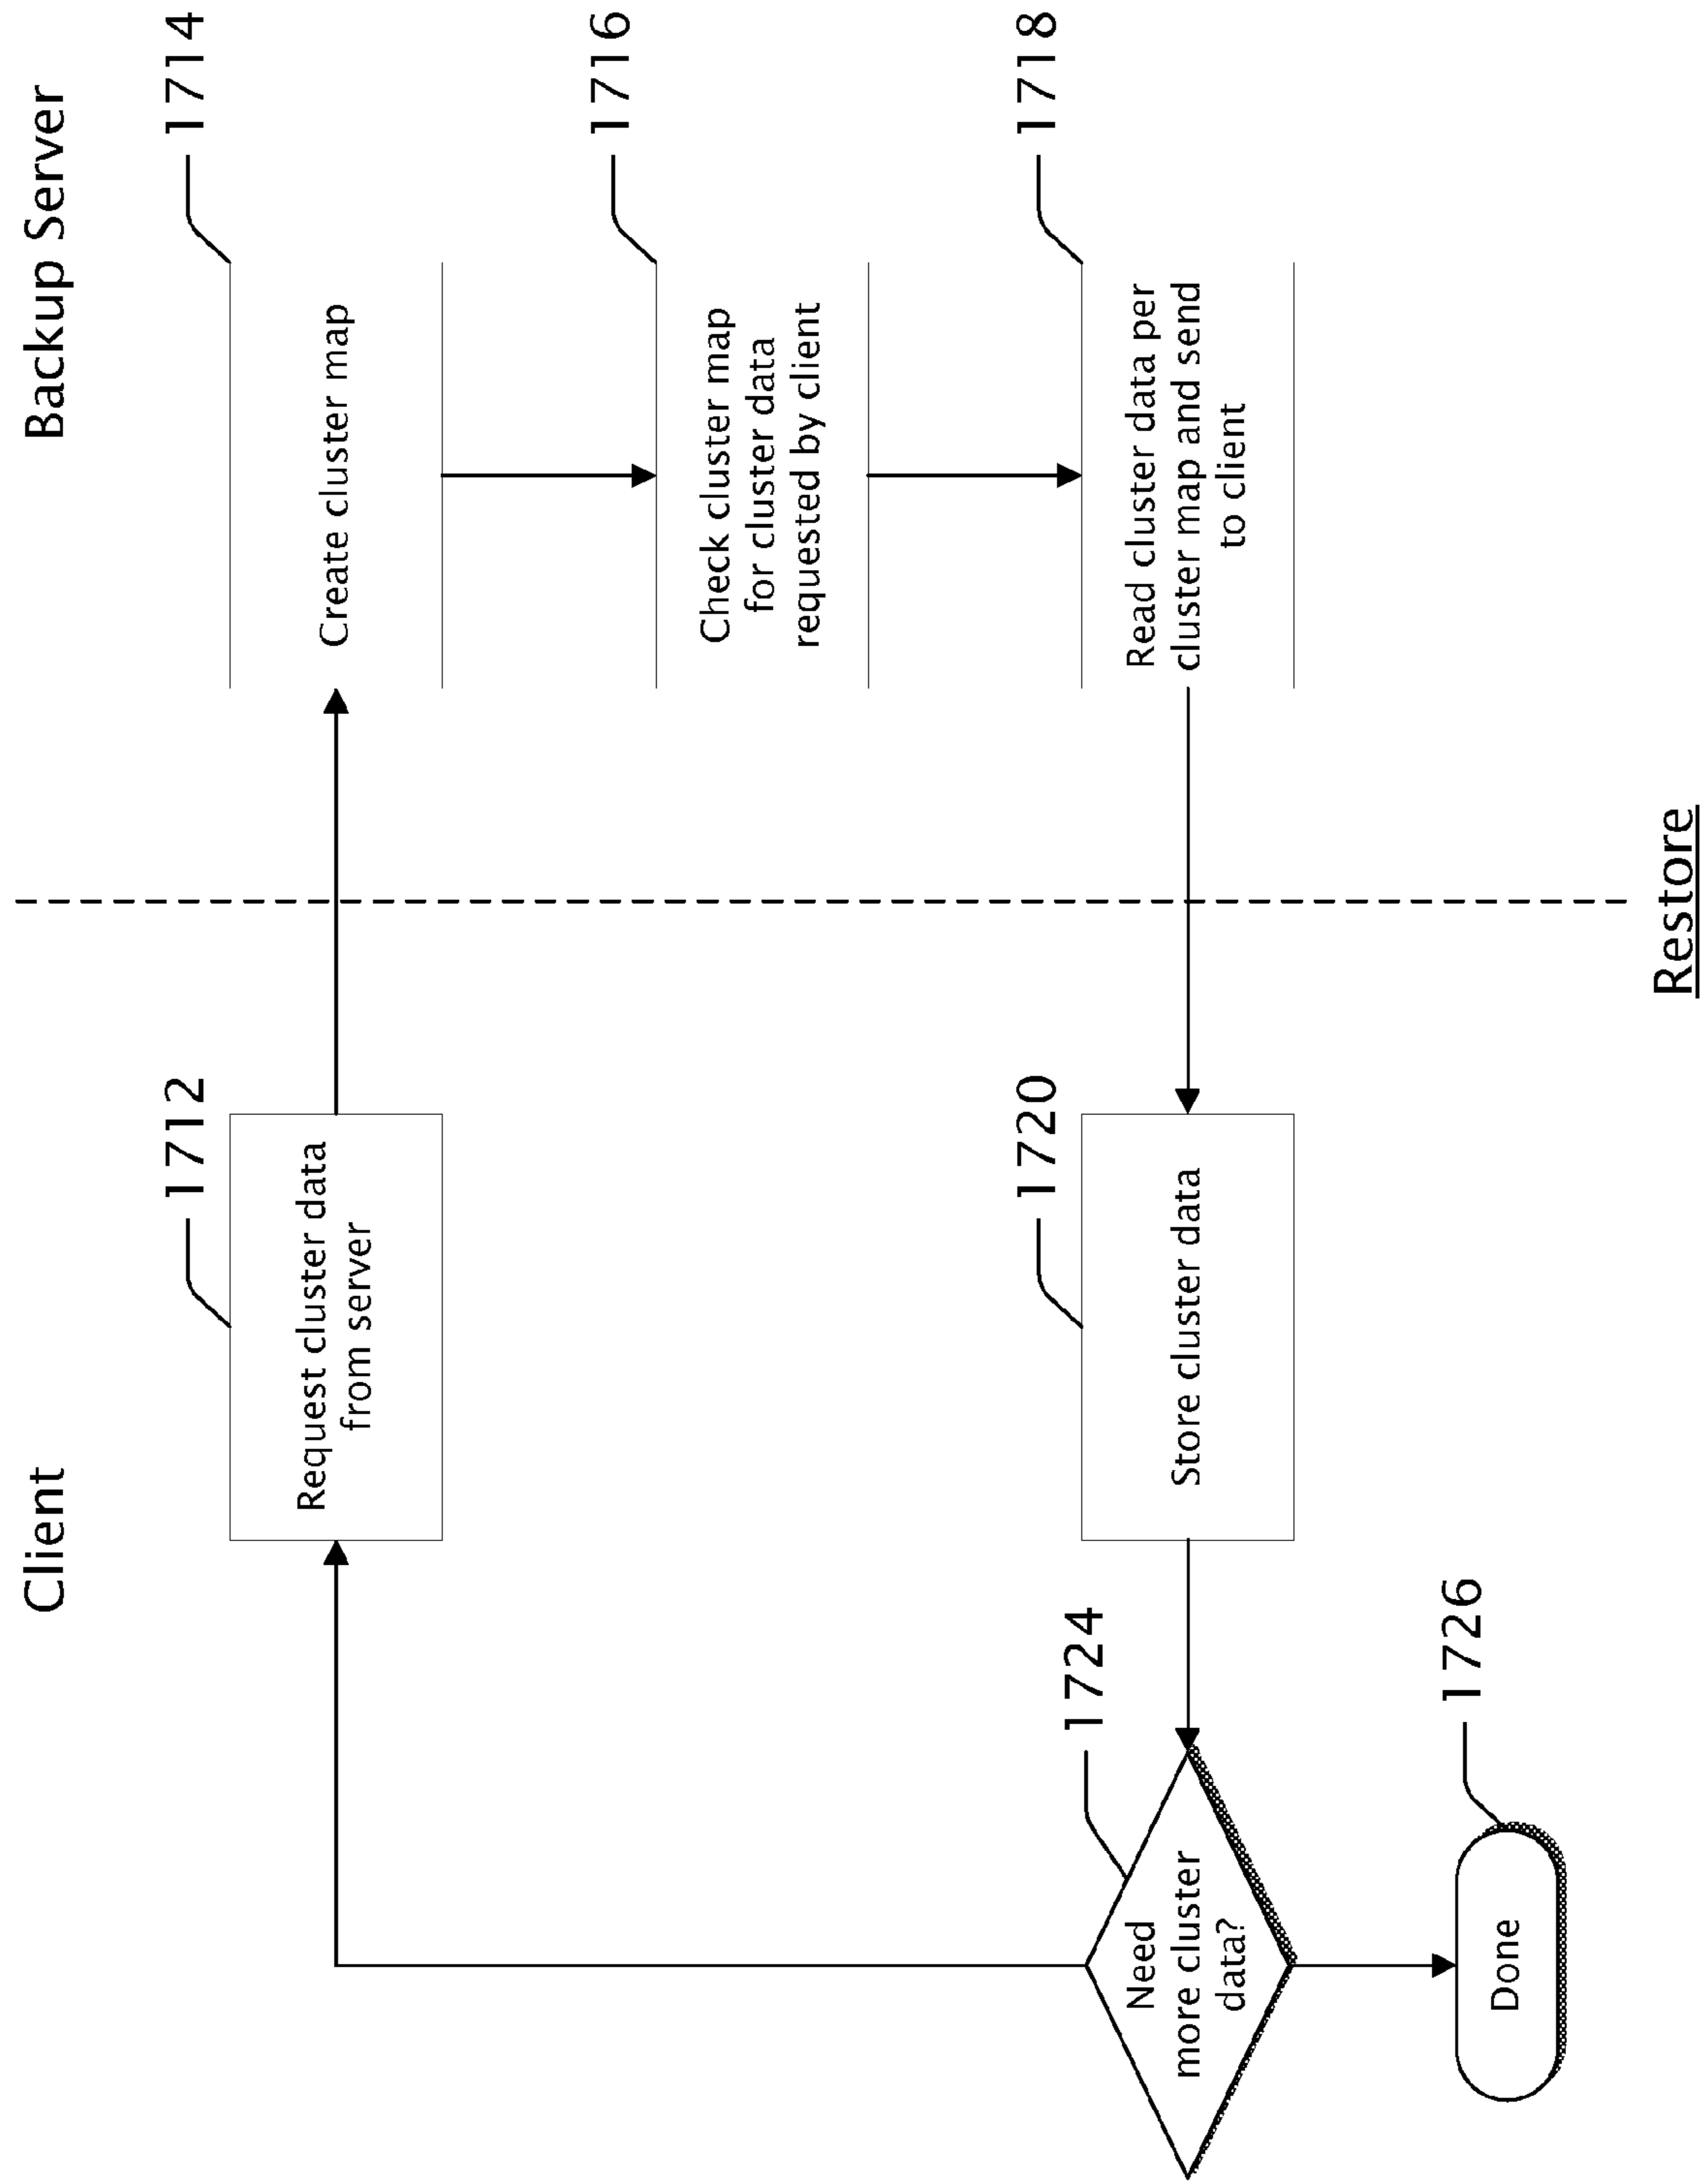 Client
Backup Server
1712
Request cluster data
from server
1714
Create cluster map
1716
Check cluster map
for cluster data
requested by client
1718
Read cluster data per
cluster map and send
to client
1720
Store cluster data
1724
Need
more cluster
data?
1726
Done
Restore